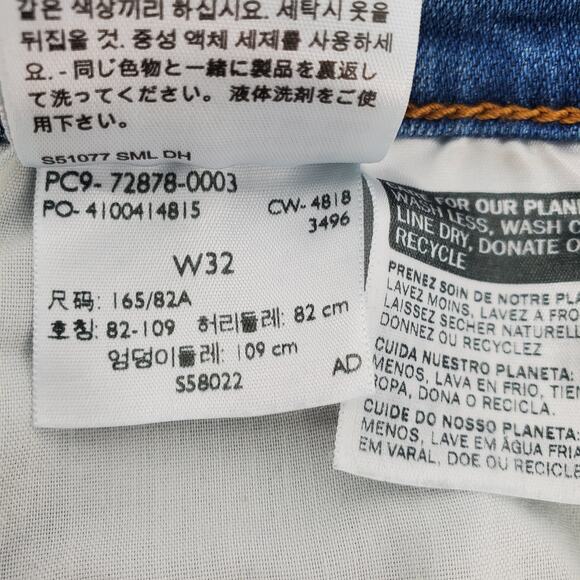 같은 색상끼리 하십시오. 세탁시 옷을
뒤집을 것. 중성 액체 세제를 사용하세
요. - 同じ色物と一緒に製品を裏返し
て洗ってください。 液体洗剤をご使
用下さい。
S51077 SML DH
PC9- 72878-0003
PO- 4100414815
CW- 4818
3496
W32
尺码: 165/82A
호칭: 82-109 허리둘레: 82 cm
엉덩이둘레: 109 cm
S58022
AD
FOR OUR PLAN
WASH LESS, WASH C
LINE DRY, DONATE O
RECYCLE
PRENEZ SOIN DE NOTRE PLA
LAVEZ MOINS, LAVEZ A FRO
LAISSEZ SECHER NATURELL
DONNEZ OU RECYCLEZ
CUIDA NUESTRO PLANETA:
MENOS, LAVA EN FRIO, TIEN
ROPA, DONA O RECICLA.
CUIDE DO NOSSO PLANETA:
MENOS, LAVE EM ÁGUA FRIA
EM VARAL, DOE OU RECICLE